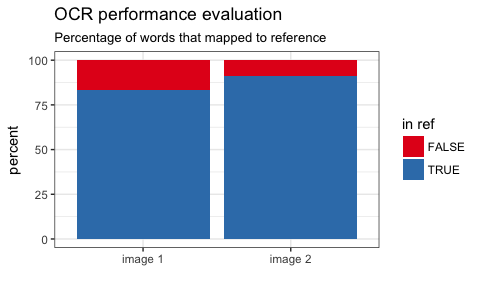 OCR performance evaluation
Percentage of words that mapped to reference
percent
100
75
50
25
0
image 1
image 2
in ref
FALSE
TRUE